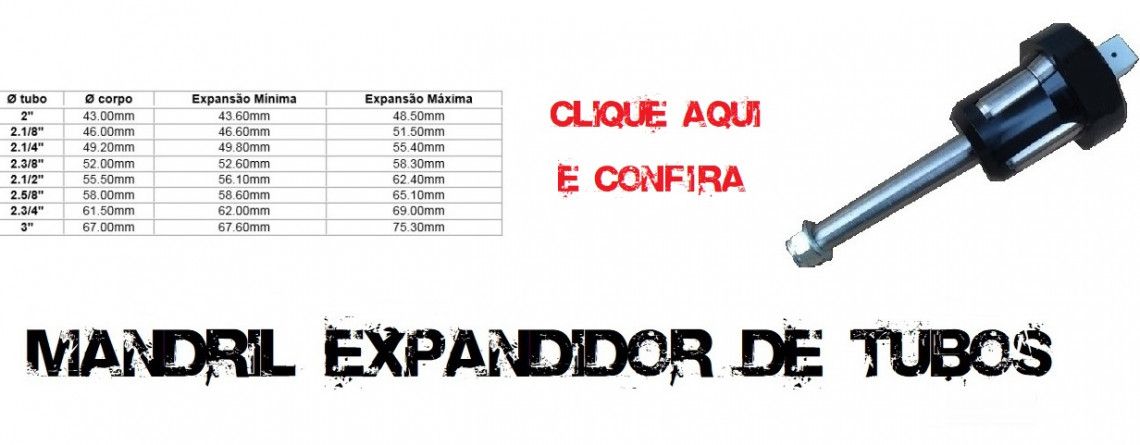 Ø tubo Ø corpo Expansão Mínima Expansão Máxima
2" 43.00mm 43.60mm 48.50mm
2.1/8" 46.00mm 46.60mm 51.50mm
2.1/4" 49.20mm 49.80mm 55.40mm
2.3/8" 52.00mm 52.60mm 58.30mm
2.1/2" 55.50mm 56.10mm 62.40mm
2.5/8" 58.00mm 58.60mm 65.10mm
2.3/4" 61.50mm 62.00mm 69.00mm
3" 67.00mm 67.60mm 75.30mm
CLIQUE AQUI
E CONFIRA
MANDRIL EXPANDIDOR DE TUBOS